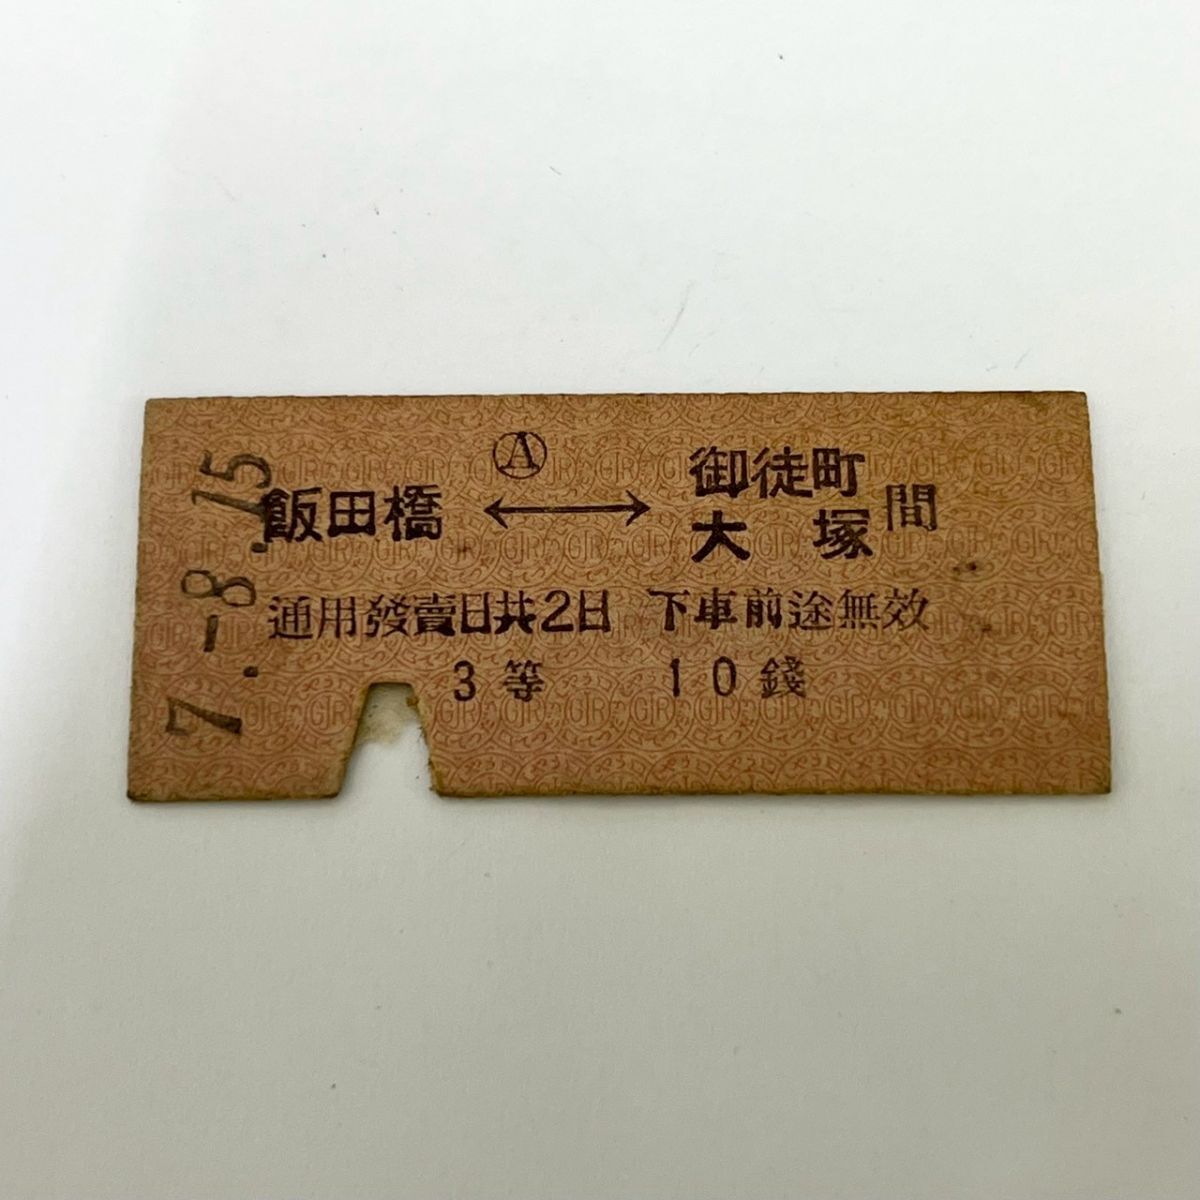 7.-8.15
Ⓐ
飯田橋 ←→ 御徒町
大塚 間
通用發賣日共2日 下車前途無效
3等 10錢